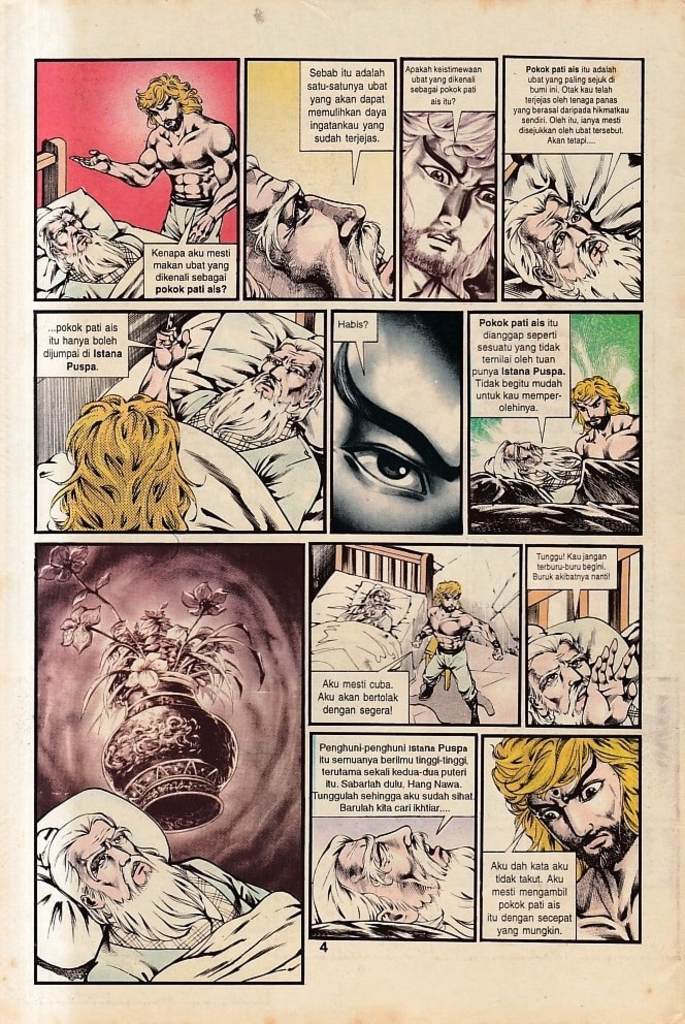 Kenapa aku mesti
makan ubat yang
dikenali sebagai
pokok pati ais?
Sebab itu adalah
satu-satunya ubat
yang akan dapat
memulihkan daya
ingatankau yang
sudah terjejas.
Apakah keistimewaan
ubat yang dikenali
sebagai pokok pati
ais itu?
Pokok pati ais itu adalah
ubat yang paling sejuk di
bumi ini. Otak kau telah
terjejas oleh tenaga panas
yang berasal daripada hikmatkau
sendiri. Oleh itu, ianya mesti
disejukkan oleh ubat tersebut.
Akan tetapi....
...pokok pati ais
itu hanya boleh
dijumpai di Istana
Puspa.
Habis?
Pokok pati ais itu
dianggap seperti
sesuatu yang tidak
ternilai oleh tuan
punya Istana Puspa.
Tidak begitu mudah
untuk kau memper-
olehinya.
Aku mesti cuba.
Aku akan bertolak
dengan segera!
Tunggu! Kau jangan
terburu-buru begini.
Buruk akibatnya nanti!
Penghuni-penghuni Istana Puspa
itu semuanya berilmu tinggi-tinggi,
terutama sekali kedua-dua puteri
itu. Sabarlah dulu, Hang Nawa.
Tunggulah sehingga aku sudah sihat.
Barulah kita cari ikhtiar....
Aku dah kata aku
tidak takut. Aku
mesti mengambil
pokok pati ais
itu dengan secepat
yang mungkin.
4